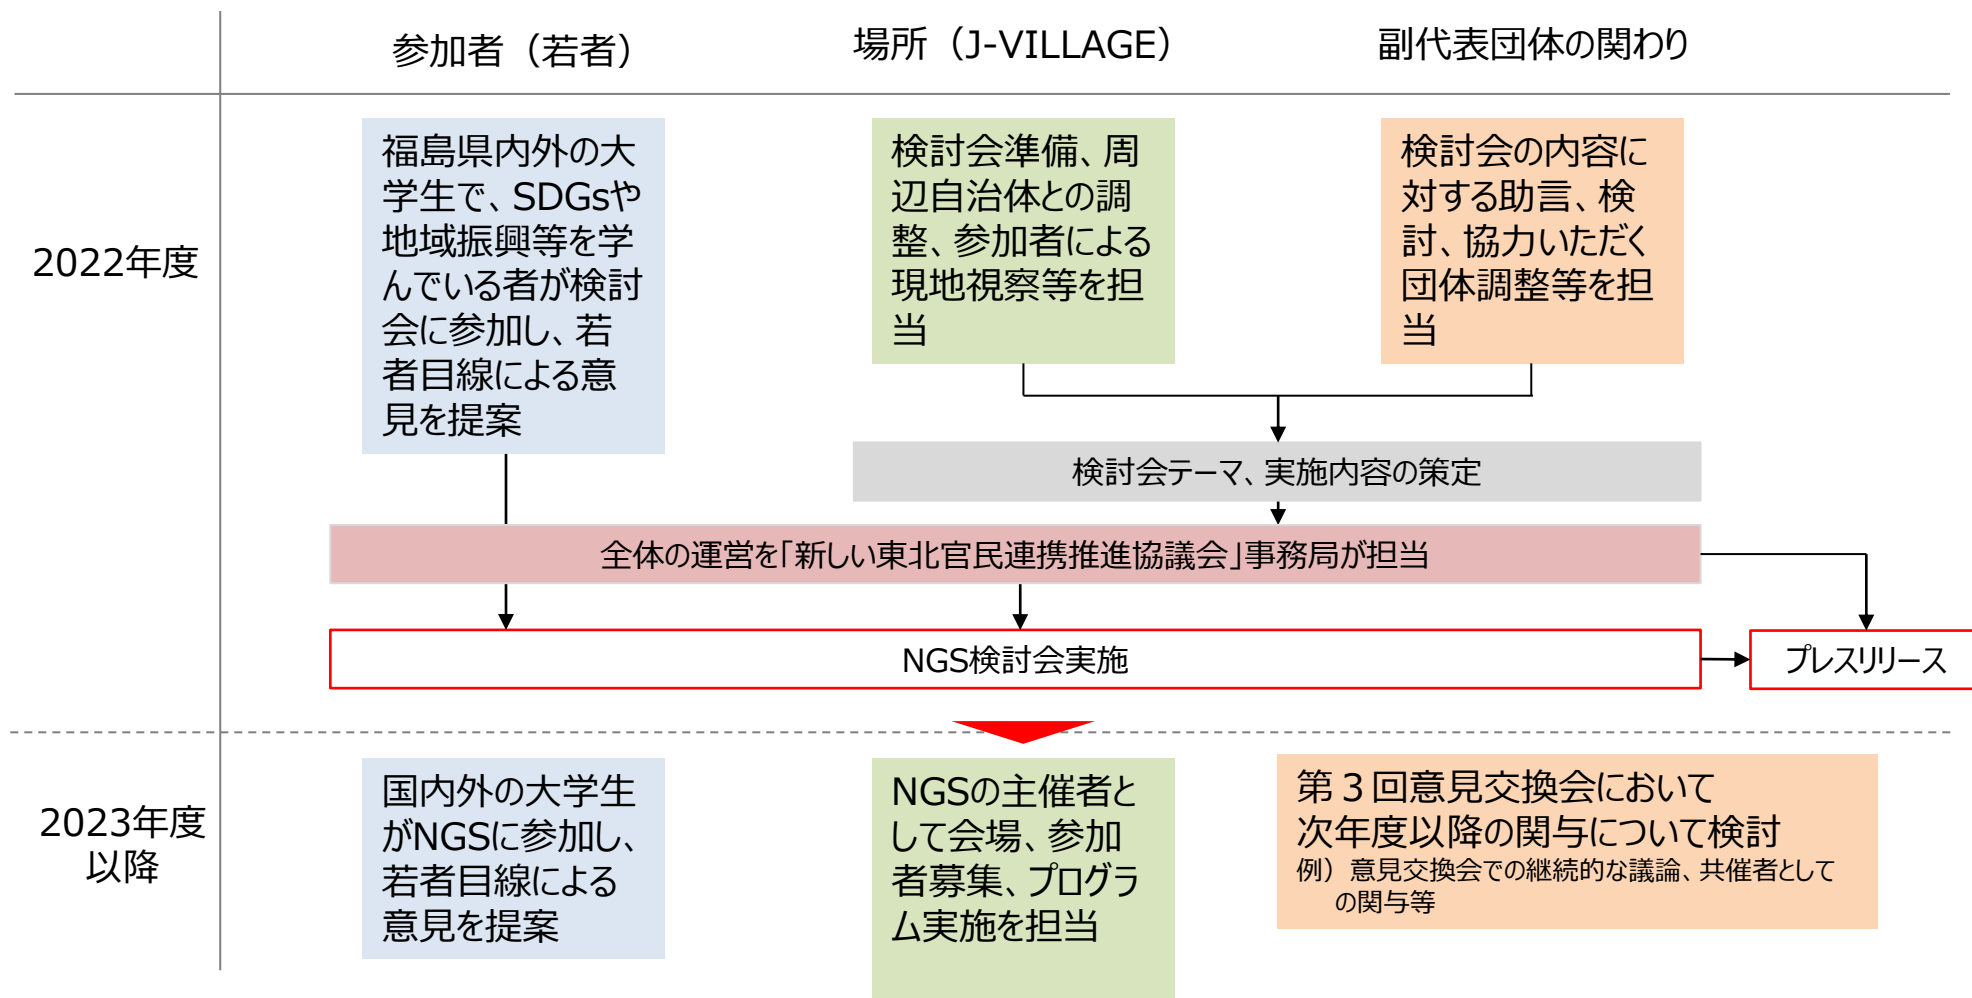 参加者（若者）
場所（J-VILLAGE）
副代表団体の関わり
2022年度
福島県内外の大
学生で、SDGsや
地域振興等を学
んでいる者が検討
会に参加し、若
者目線による意
見を提案
検討会準備、周
辺自治体との調
整、参加者による
現地視察等を担
当
検討会の内容に
対する助言、検
討、協力いただく
団体調整等を担
当
検討会テーマ、実施内容の策定
全体の運営を「新しい東北官民連携推進協議会」事務局が担当
NGS検討会実施
プレスリリース
2023年度
以降
国内外の大学生
がNGSに参加し、
若者目線による
意見を提案
NGSの主催者と
して会場、参加
者募集、プログラ
ム実施を担当
第３回意見交換会において
次年度以降の関与について検討
例）意見交換会での継続的な議論、共催者として
の関与等